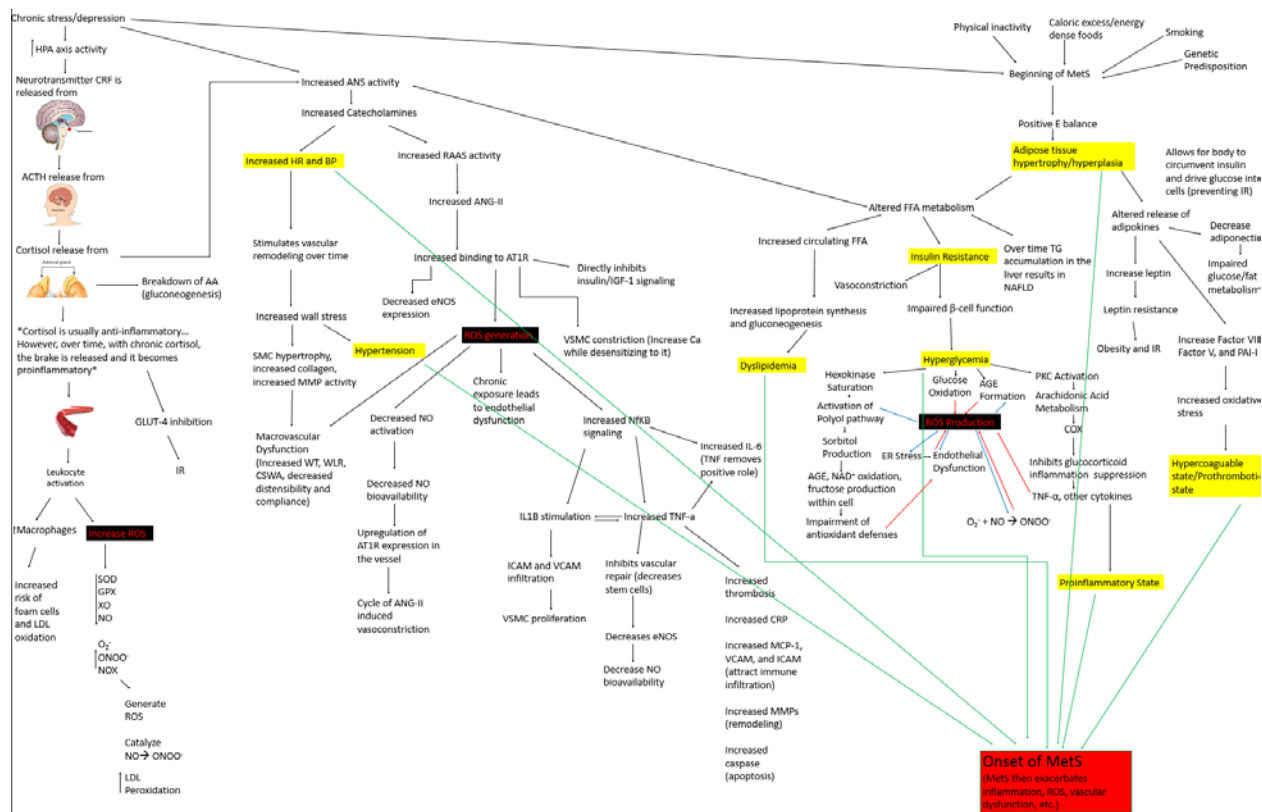 Chronic stress/depression
HPA axis activity
Neurotransmitter CRF is
released from
ACTH release from
Cortisol release from
Adrenal gland
Breakdown of AA
(gluconeogenesis)
*Cortisol is usually anti-inflammatory...
However, over time, with chronic cortisol,
the brake is released and it becomes
proinflammatory*
GLUT-4 inhibition
IR
Leukocyte
activation
↑Macrophages
Increase ROS
Increased
risk of
foam cells
and LDL
oxidation
SOD
GPX
XO
NO
O₂⁻
ONOO⁻
NOX
Generate
ROS
Catalyze
NO→ ONOO⁻
LDL
Peroxidation
Increased ANS activity
Increased Catecholamines
Increased HR and BP
Increased RAAS activity
Increased ANG-II
Stimulates vascular
remodeling over time
Increased binding to AT1R
Directly inhibits
insulin/IGF-1 signaling
Decreased eNOS
expression
Increased wall stress
Hypertension
ROS generation
VSMC constriction (Increase Ca
while desensitizing to it)
SMC hypertrophy,
increased collagen,
increased MMP activity
Chronic
exposure leads
to endothelial
dysfunction
Decreased NO
activation
Increased NfKB
signaling
Macrovascular
Dysfunction
(Increased WT, WLR,
CSWA, decreased
distensibility and
compliance)
Increased IL-6
(TNF removes
positive role)
Decreased NO
bioavailability
IL1B stimulation
Increased TNF-a
Upregulation of
AT1R expression in
the vessel
ICAM and VCAM
infiltration
Inhibits vascular
repair (decreases
stem cells)
Increased
thrombosis
Cycle of ANG-II
induced
vasoconstriction
VSMC proliferation
Increased CRP
Decreases eNOS
Increased MCP-1,
VCAM, and ICAM
(attract immune
infiltration)
Decrease NO
bioavailability
Increased MMPs
(remodeling)
Increased
caspase
(apoptosis)
Physical inactivity
Caloric excess/energy
dense foods
Smoking
Genetic
Predisposition
Beginning of MetS
Positive E balance
Adipose tissue
hypertrophy/hyperplasia
Allows for body to
circumvent insulin
and drive glucose into
cells (preventing IR)
Altered FFA metabolism
Altered release of
adipokines
Decrease
adiponectin
Increased circulating FFA
Insulin Resistance
Over time TG
accumulation in the
liver results in
NAFLD
Impaired
glucose/fat
metabolism
Vasoconstriction
Increase leptin
Increased lipoprotein synthesis
and gluconeogenesis
Impaired β-cell function
Leptin resistance
Dyslipidemia
Hyperglycemia
Obesity and IR
Increase Factor VIII
Factor V, and PAI-I
Hexokinase
Saturation
Glucose
Oxidation
AGE
Formation
PKC Activation
Arachidonic Acid
Metabolism
Activation of
Polyol pathway
ROS Production
COX
Increased oxidative
stress
Sorbitol
Production
ER Stress
Endothelial
Dysfunction
Inhibits glucocorticoid
inflammation suppression
Hypercoaguable
state/Prothromboti
state
AGE, NAD⁺ oxidation,
fructose production
within cell
TNF-α, other cytokines
Impairment of
antioxidant defenses
O₂⁻ + NO → ONOO⁻
Proinflammatory State
Onset of MetS
(MetS then exacerbates
inflammation, ROS, vascular
dysfunction, etc.)